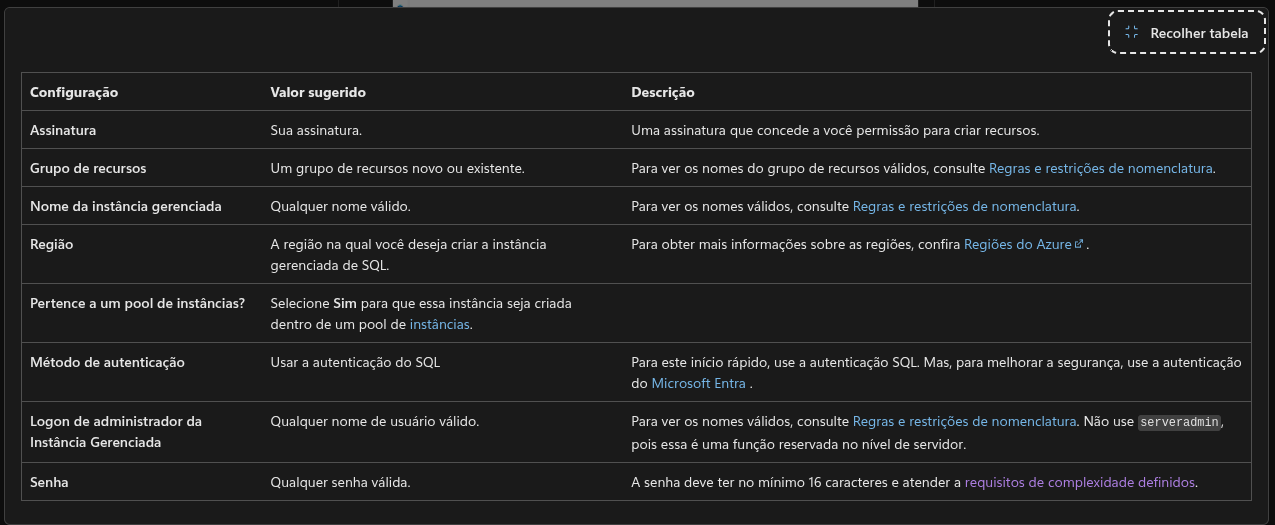 Recolher tabela
Configuração Valor sugerido Descrição
Assinatura Sua assinatura. Uma assinatura que concede a você permissão para criar recursos.
Grupo de recursos Um grupo de recursos novo ou existente. Para ver os nomes do grupo de recursos válidos, consulte Regras e restrições de nomenclatura.
Nome da instância gerenciada Qualquer nome válido. Para ver os nomes válidos, consulte Regras e restrições de nomenclatura.
Região A região na qual você deseja criar a instância Para obter mais informações sobre as regiões, confira Regiões do Azure .
gerenciada de SQL.
Pertence a um pool de instâncias? Selecione Sim para que essa instância seja criada
dentro de um pool de instâncias.
Método de autenticação Usar a autenticação do SQL Para este início rápido, use a autenticação SQL. Mas, para melhorar a segurança, use a autenticação
do Microsoft Entra .
Logon de administrador da Qualquer nome de usuário válido. Para ver os nomes válidos, consulte Regras e restrições de nomenclatura. Não use serveradmin,
Instância Gerenciada pois essa é uma função reservada no nível de servidor.
Senha Qualquer senha válida. A senha deve ter no mínimo 16 caracteres e atender a requisitos de complexidade definidos.